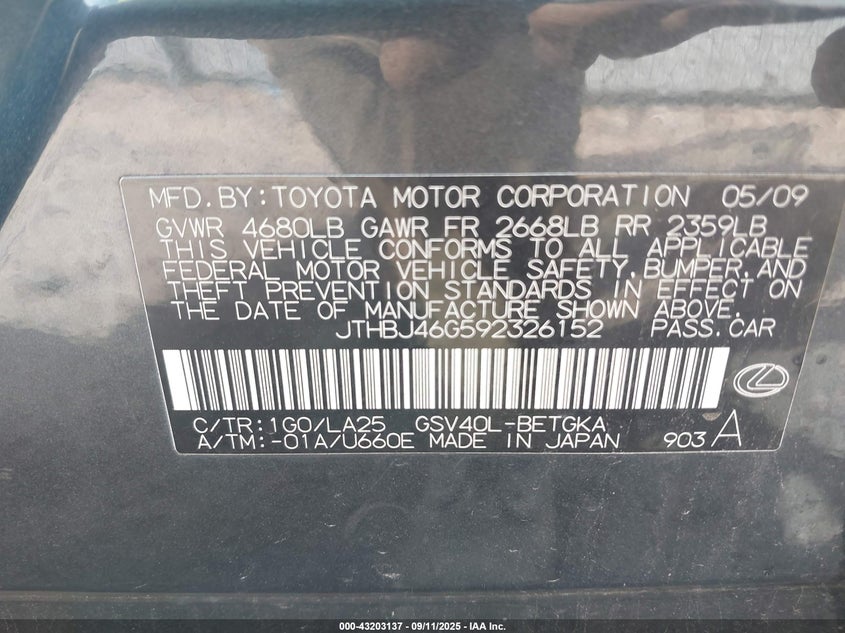 MFD. BY: TOYOTA MOTOR CORPORATION 05/09
GVWR 4680LB GAWR FR 2668LB RR 2359LB
THIS VEHICLE CONFORMS TO ALL APPLICABLE
FEDERAL MOTOR VEHICLE SAFETY, BUMPER, AND
THEFT PREVENTION STANDARDS IN EFFECT ON
THE DATE OF MANUFACTURE SHOWN ABOVE.
JTHBJ46G592326152 PASS. CAR
C/TR: 1G0/LA25 GSV40L-BETGKA
A/TM: -01A/U660E MADE IN JAPAN 903 A
000-43203137 - 09/11/2025 - IAA Inc.